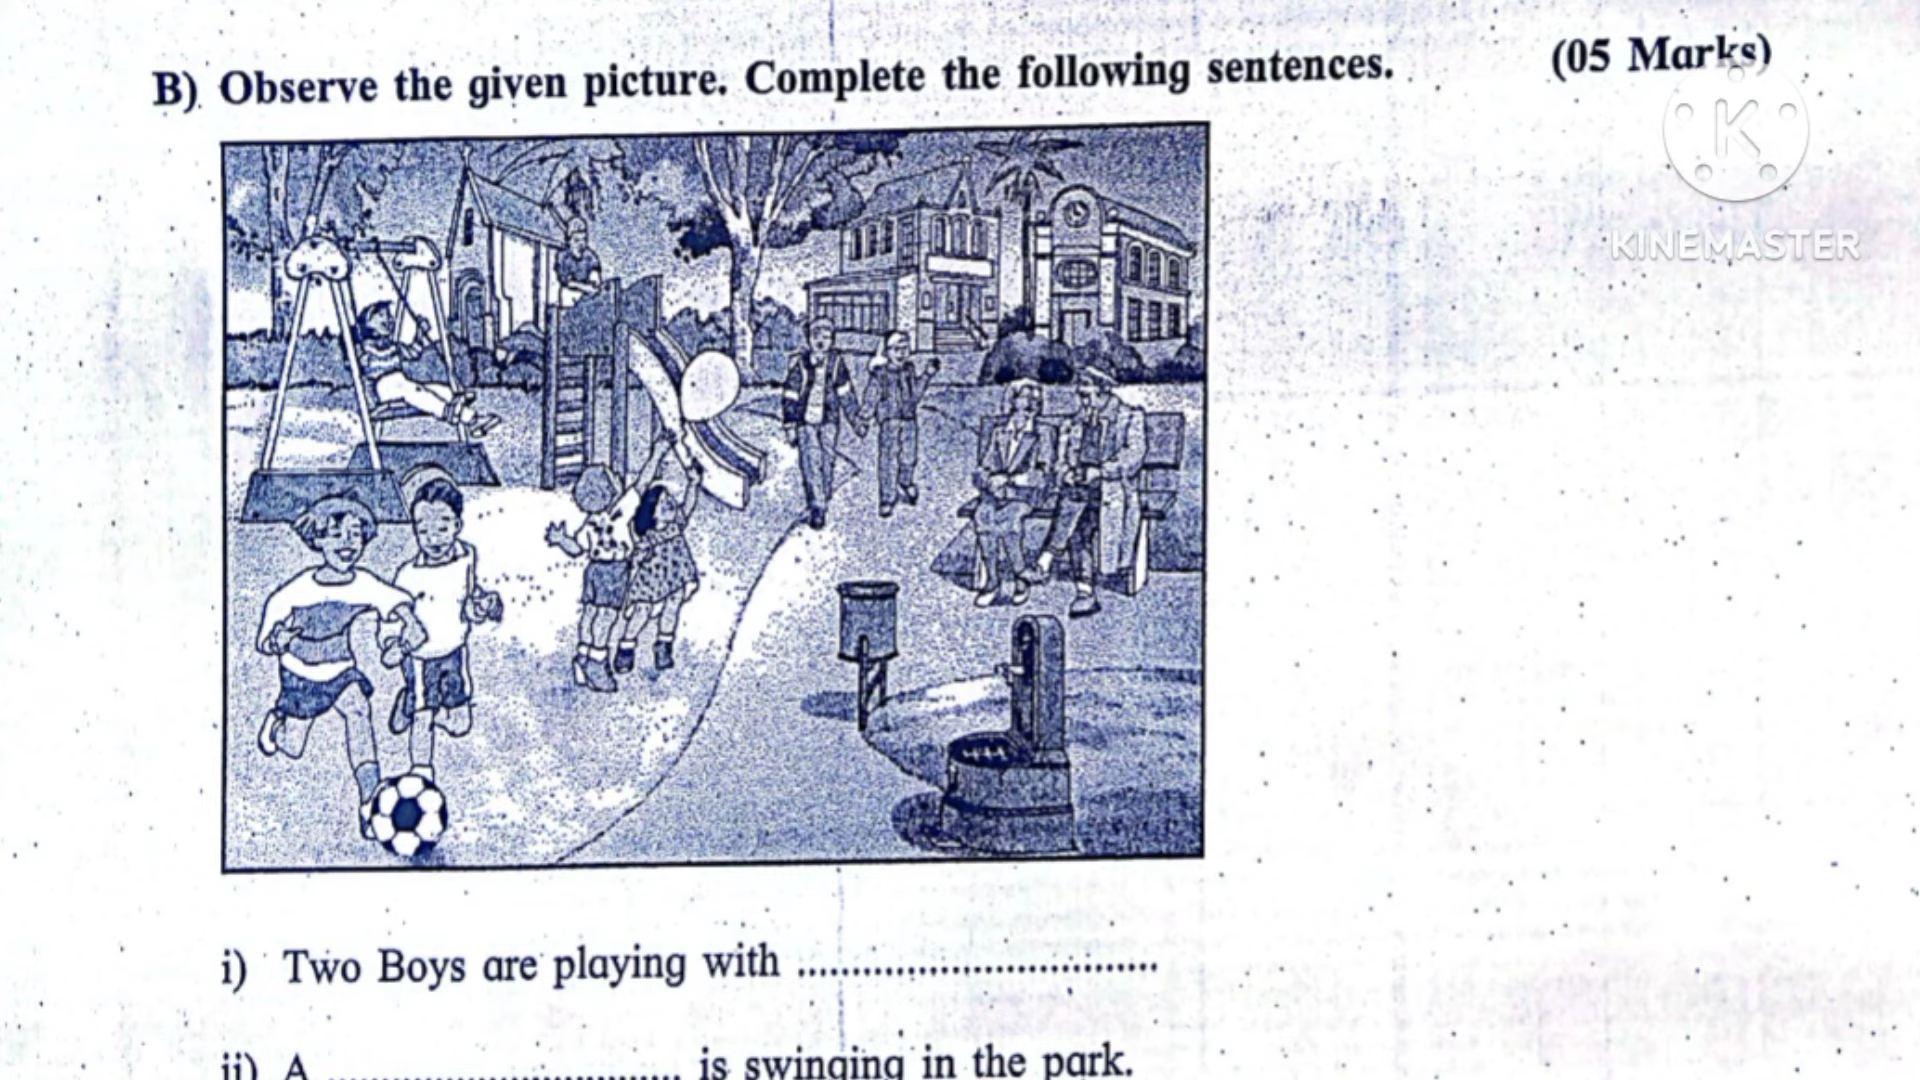 B) Observe the given picture. Complete the following sentences. (05 Marks)
K
KINEMASTER
i) Two Boys are playing with ....................................
ii) A .................................... is swinging in the park.